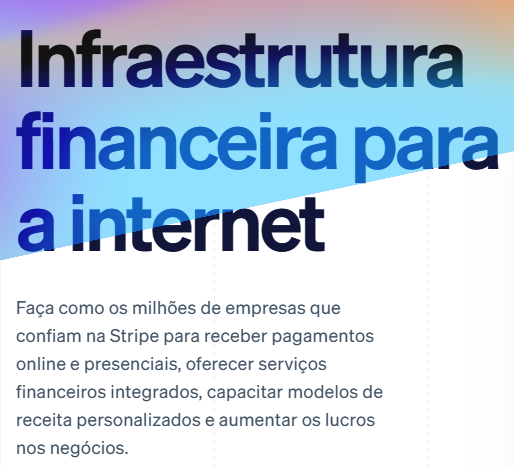 Infraestrutura
financeira para
a internet
Faça como os milhões de empresas que
confiam na Stripe para receber pagamentos
online e presenciais, oferecer serviços
financeiros integrados, capacitar modelos de
receita personalizados e aumentar os lucros
nos negócios.